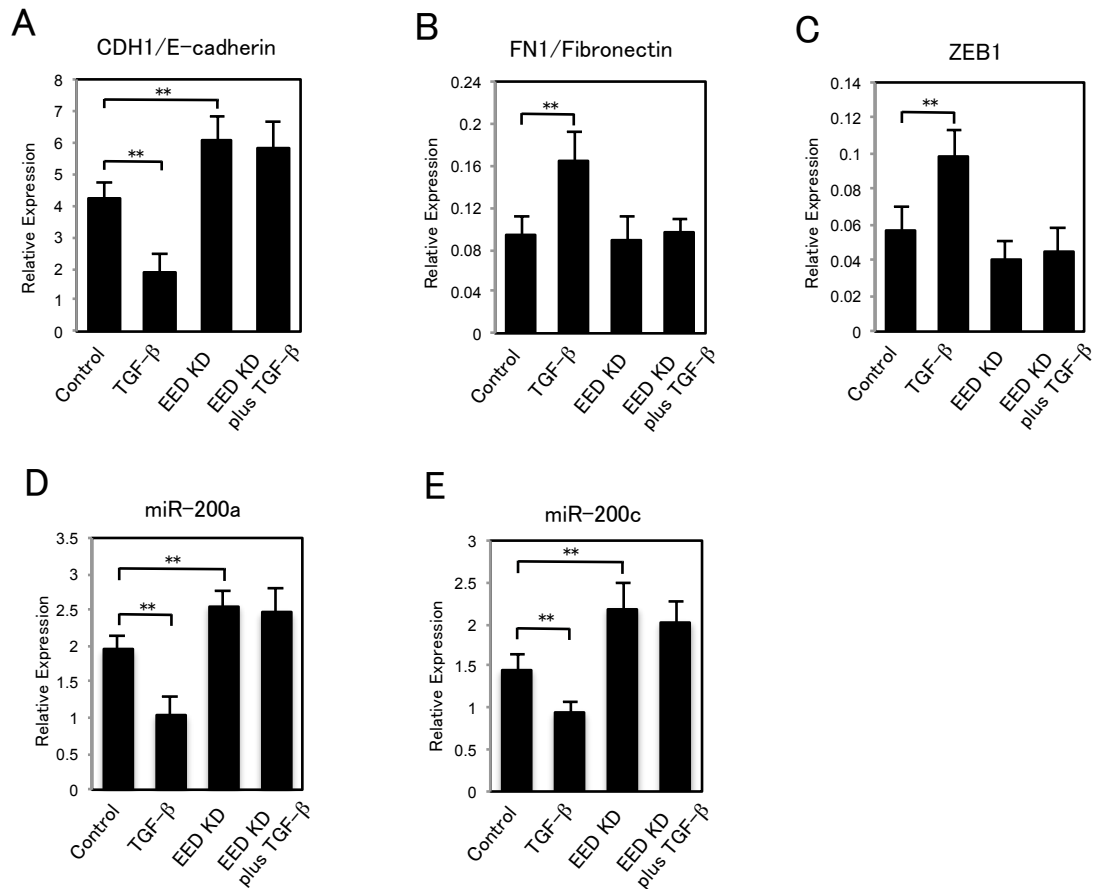 A
CDH1/E-cadherin
Relative Expression
8
7
6
5
4
3
2
1
0
**
**
Control
TGF-β
EED KD
EED KD
plus TGF-β
B
FN1/Fibronectin
Relative Expression
0.24
0.2
0.16
0.12
0.08
0.04
0
**
Control
TGF-β
EED KD
EED KD
plus TGF-β
C
ZEB1
Relative Expression
0.14
0.12
0.1
0.08
0.06
0.04
0.02
0
**
Control
TGF-β
EED KD
EED KD
plus TGF-β
D
miR-200a
Relative Expression
3.5
3
2.5
2
1.5
1
0.5
0
**
**
Control
TGF-β
EED KD
EED KD
plus TGF-β
E
miR-200c
Relative Expression
3
2.5
2
1.5
1
0.5
0
**
**
Control
TGF-β
EED KD
EED KD
plus TGF-β